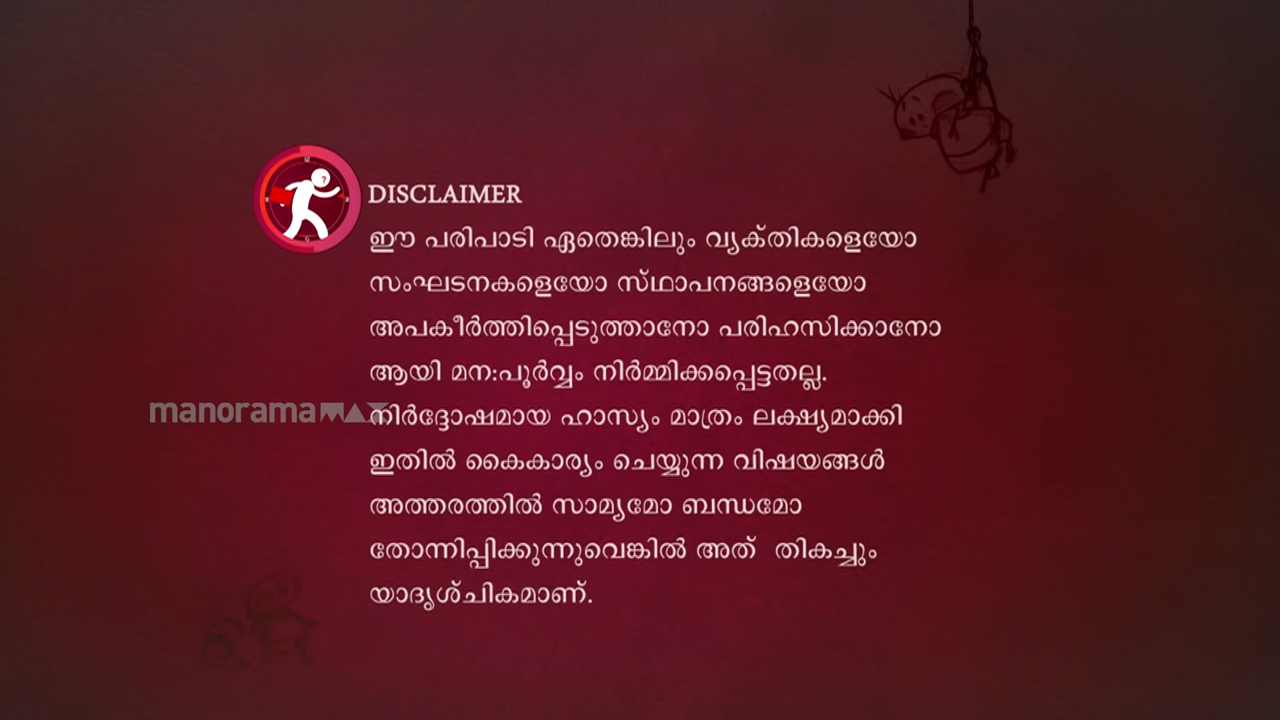 DISCLAIMER
ഈ പരിപാടി ഏതെങ്കിലും വ്യക്തികളെയോ
സംഘടനകളെയോ സ്ഥാപനങ്ങളെയോ
അപകീർത്തിപ്പെടുത്താനോ പരിഹസിക്കാനോ
ആയി മന:പൂർവ്വം നിർമ്മിക്കപ്പെട്ടതല്ല.
manoramaMAX
നിർദ്ദോഷമായ ഹാസ്യം മാത്രം ലക്ഷ്യമാക്കി
ഇതിൽ കൈകാര്യം ചെയ്യുന്ന വിഷയങ്ങൾ
അത്തരത്തിൽ സാമ്യമോ ബന്ധമോ
തോന്നിപ്പിക്കുന്നുവെങ്കിൽ അത് തികച്ചും
യാദൃശ്ചികമാണ്.